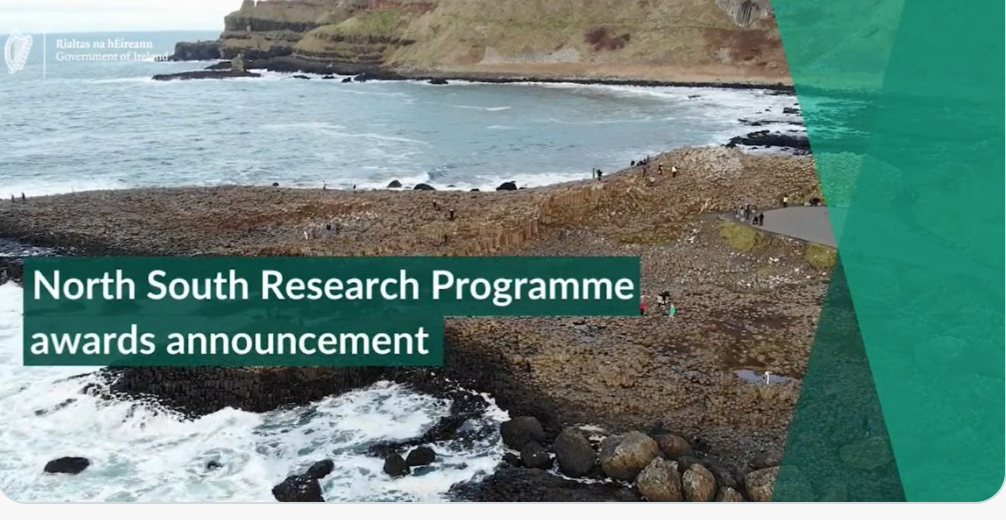 Rialtas na hÉireann
Government of Ireland
North South Research Programme
awards announcement